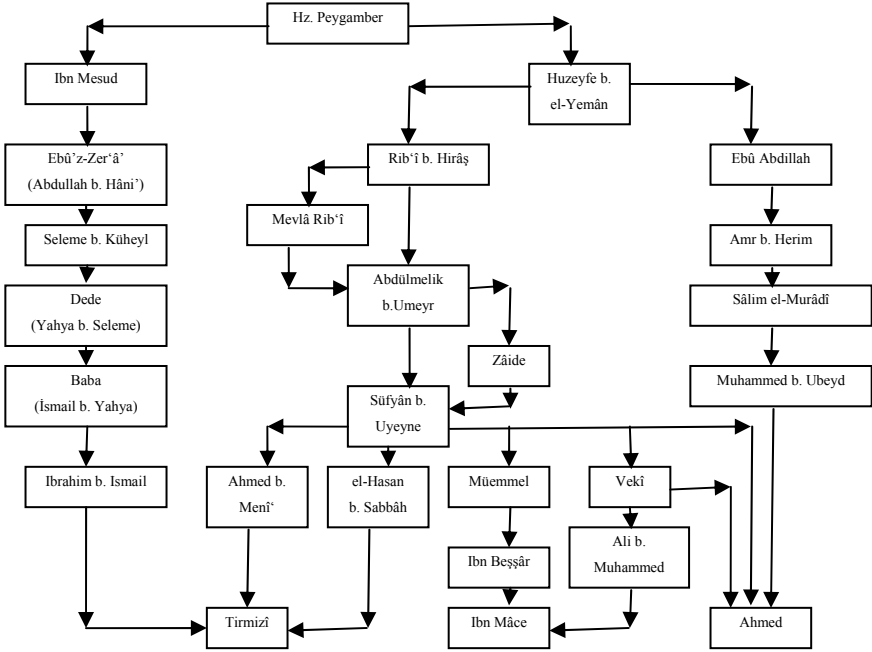 Hz. Peygamber
Ibn Mesud
Huzeyfe b.
el-Yemân
Ebû’z-Zer‘â’
(Abdullah b. Hâni’)
Rib‘î b. Hirâş
Ebû Abdillah
Mevlâ Rib‘î
Seleme b. Küheyl
Amr b. Herim
Abdülmelik
b.Umeyr
Dede
(Yahya b. Seleme)
Sâlim el-Murâdî
Zâide
Baba
(İsmail b. Yahya)
Muhammed b. Ubeyd
Süfyân b.
Uyeyne
Ibrahim b. Ismail
Ahmed b.
Menî‘
el-Hasan
b. Sabbâh
Müemmel
Vekî
Ibn Beşşâr
Ali b.
Muhammed
Tirmizî
Ibn Mâce
Ahmed